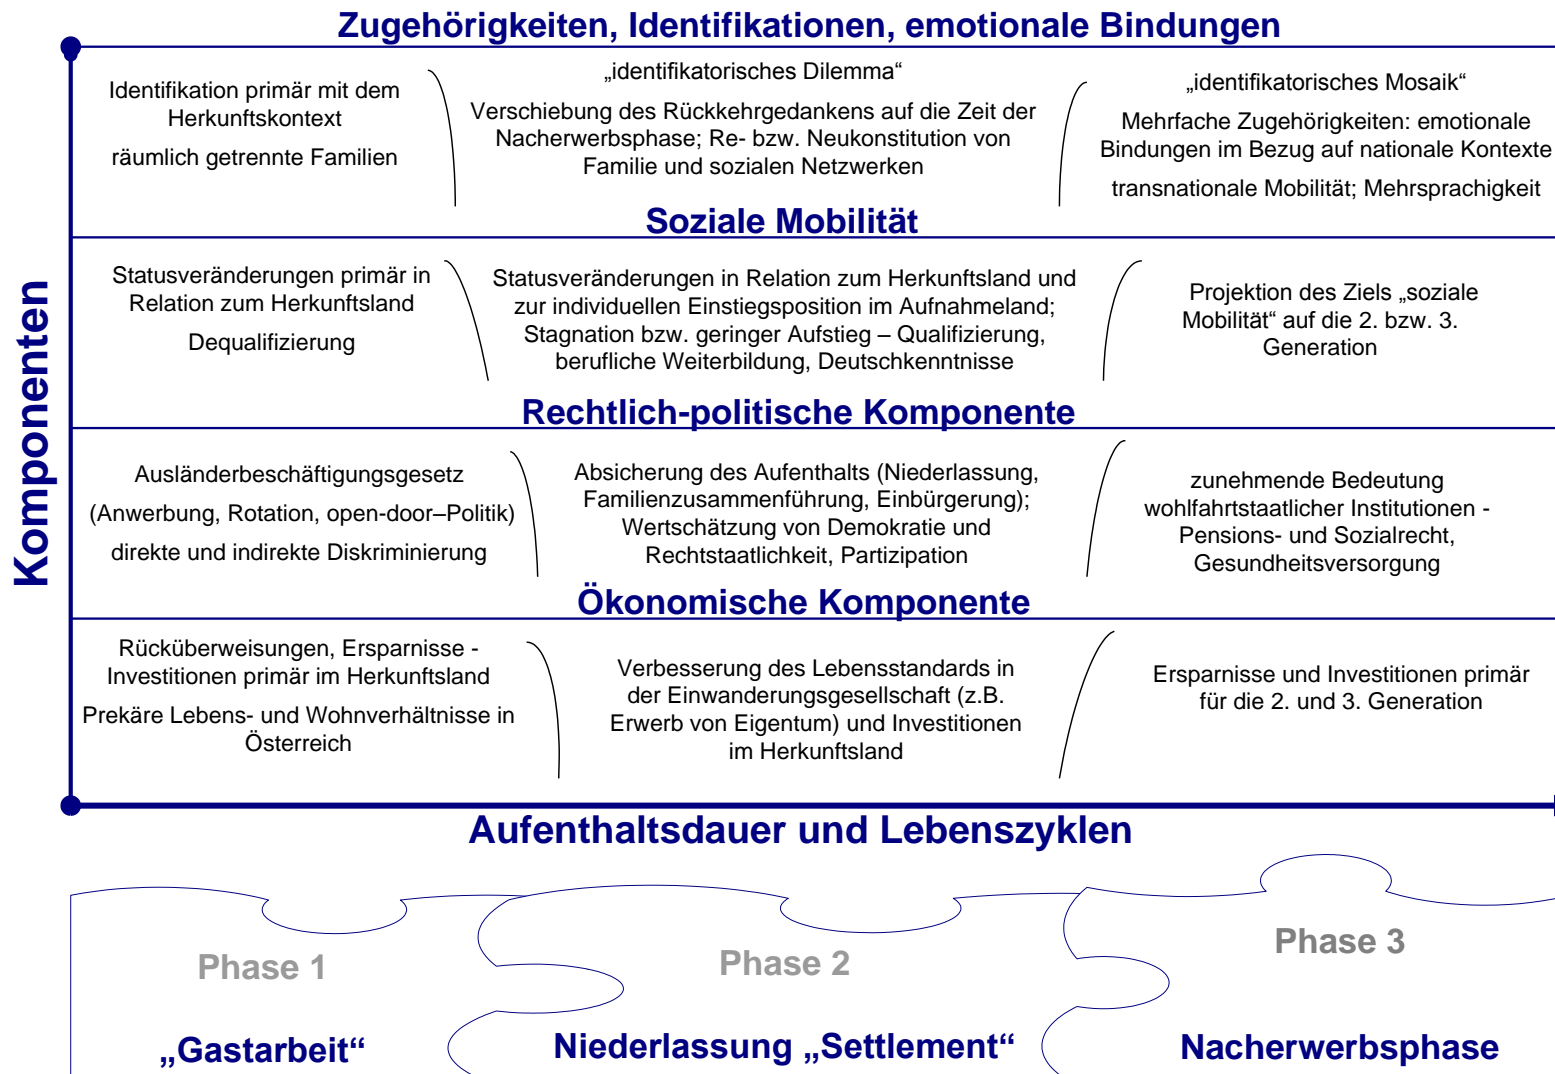 Zugehörigkeiten, Identifikationen, emotionale Bindungen
Identifikation primär mit dem
Herkunftskontext
räumlich getrennte Familien
„identifikatorisches Dilemma“
Verschiebung des Rückkehrgedankens auf die Zeit der
Nacherwerbsphase; Re- bzw. Neukonstitution von
Familie und sozialen Netzwerken
„identifikatorisches Mosaik“
Mehrfache Zugehörigkeiten: emotionale
Bindungen im Bezug auf nationale Kontexte
transnationale Mobilität; Mehrsprachigkeit
Soziale Mobilität
Statusveränderungen primär in
Relation zum Herkunftsland
Dequalifizierung
Statusveränderungen in Relation zum Herkunftsland und
zur individuellen Einstiegsposition im Aufnahmeland;
Stagnation bzw. geringer Aufstieg – Qualifizierung,
berufliche Weiterbildung, Deutschkenntnisse
Projektion des Ziels „soziale
Mobilität“ auf die 2. bzw. 3.
Generation
Komponenten
Rechtlich-politische Komponente
Ausländerbeschäftigungsgesetz
(Anwerbung, Rotation, open-door–Politik)
direkte und indirekte Diskriminierung
Absicherung des Aufenthalts (Niederlassung,
Familienzusammenführung, Einbürgerung);
Wertschätzung von Demokratie und
Rechtstaatlichkeit, Partizipation
zunehmende Bedeutung
wohlfahrtstaatlicher Institutionen -
Pensions- und Sozialrecht,
Gesundheitsversorgung
Ökonomische Komponente
Rücküberweisungen, Ersparnisse -
Investitionen primär im Herkunftsland
Prekäre Lebens- und Wohnverhältnisse in
Österreich
Verbesserung des Lebensstandards in
der Einwanderungsgesellschaft (z.B.
Erwerb von Eigentum) und Investitionen
im Herkunftsland
Ersparnisse und Investitionen primär
für die 2. und 3. Generation
Aufenthaltsdauer und Lebenszyklen
Phase 1
„Gastarbeit“
Phase 2
Niederlassung „Settlement“
Phase 3
Nacherwerbsphase